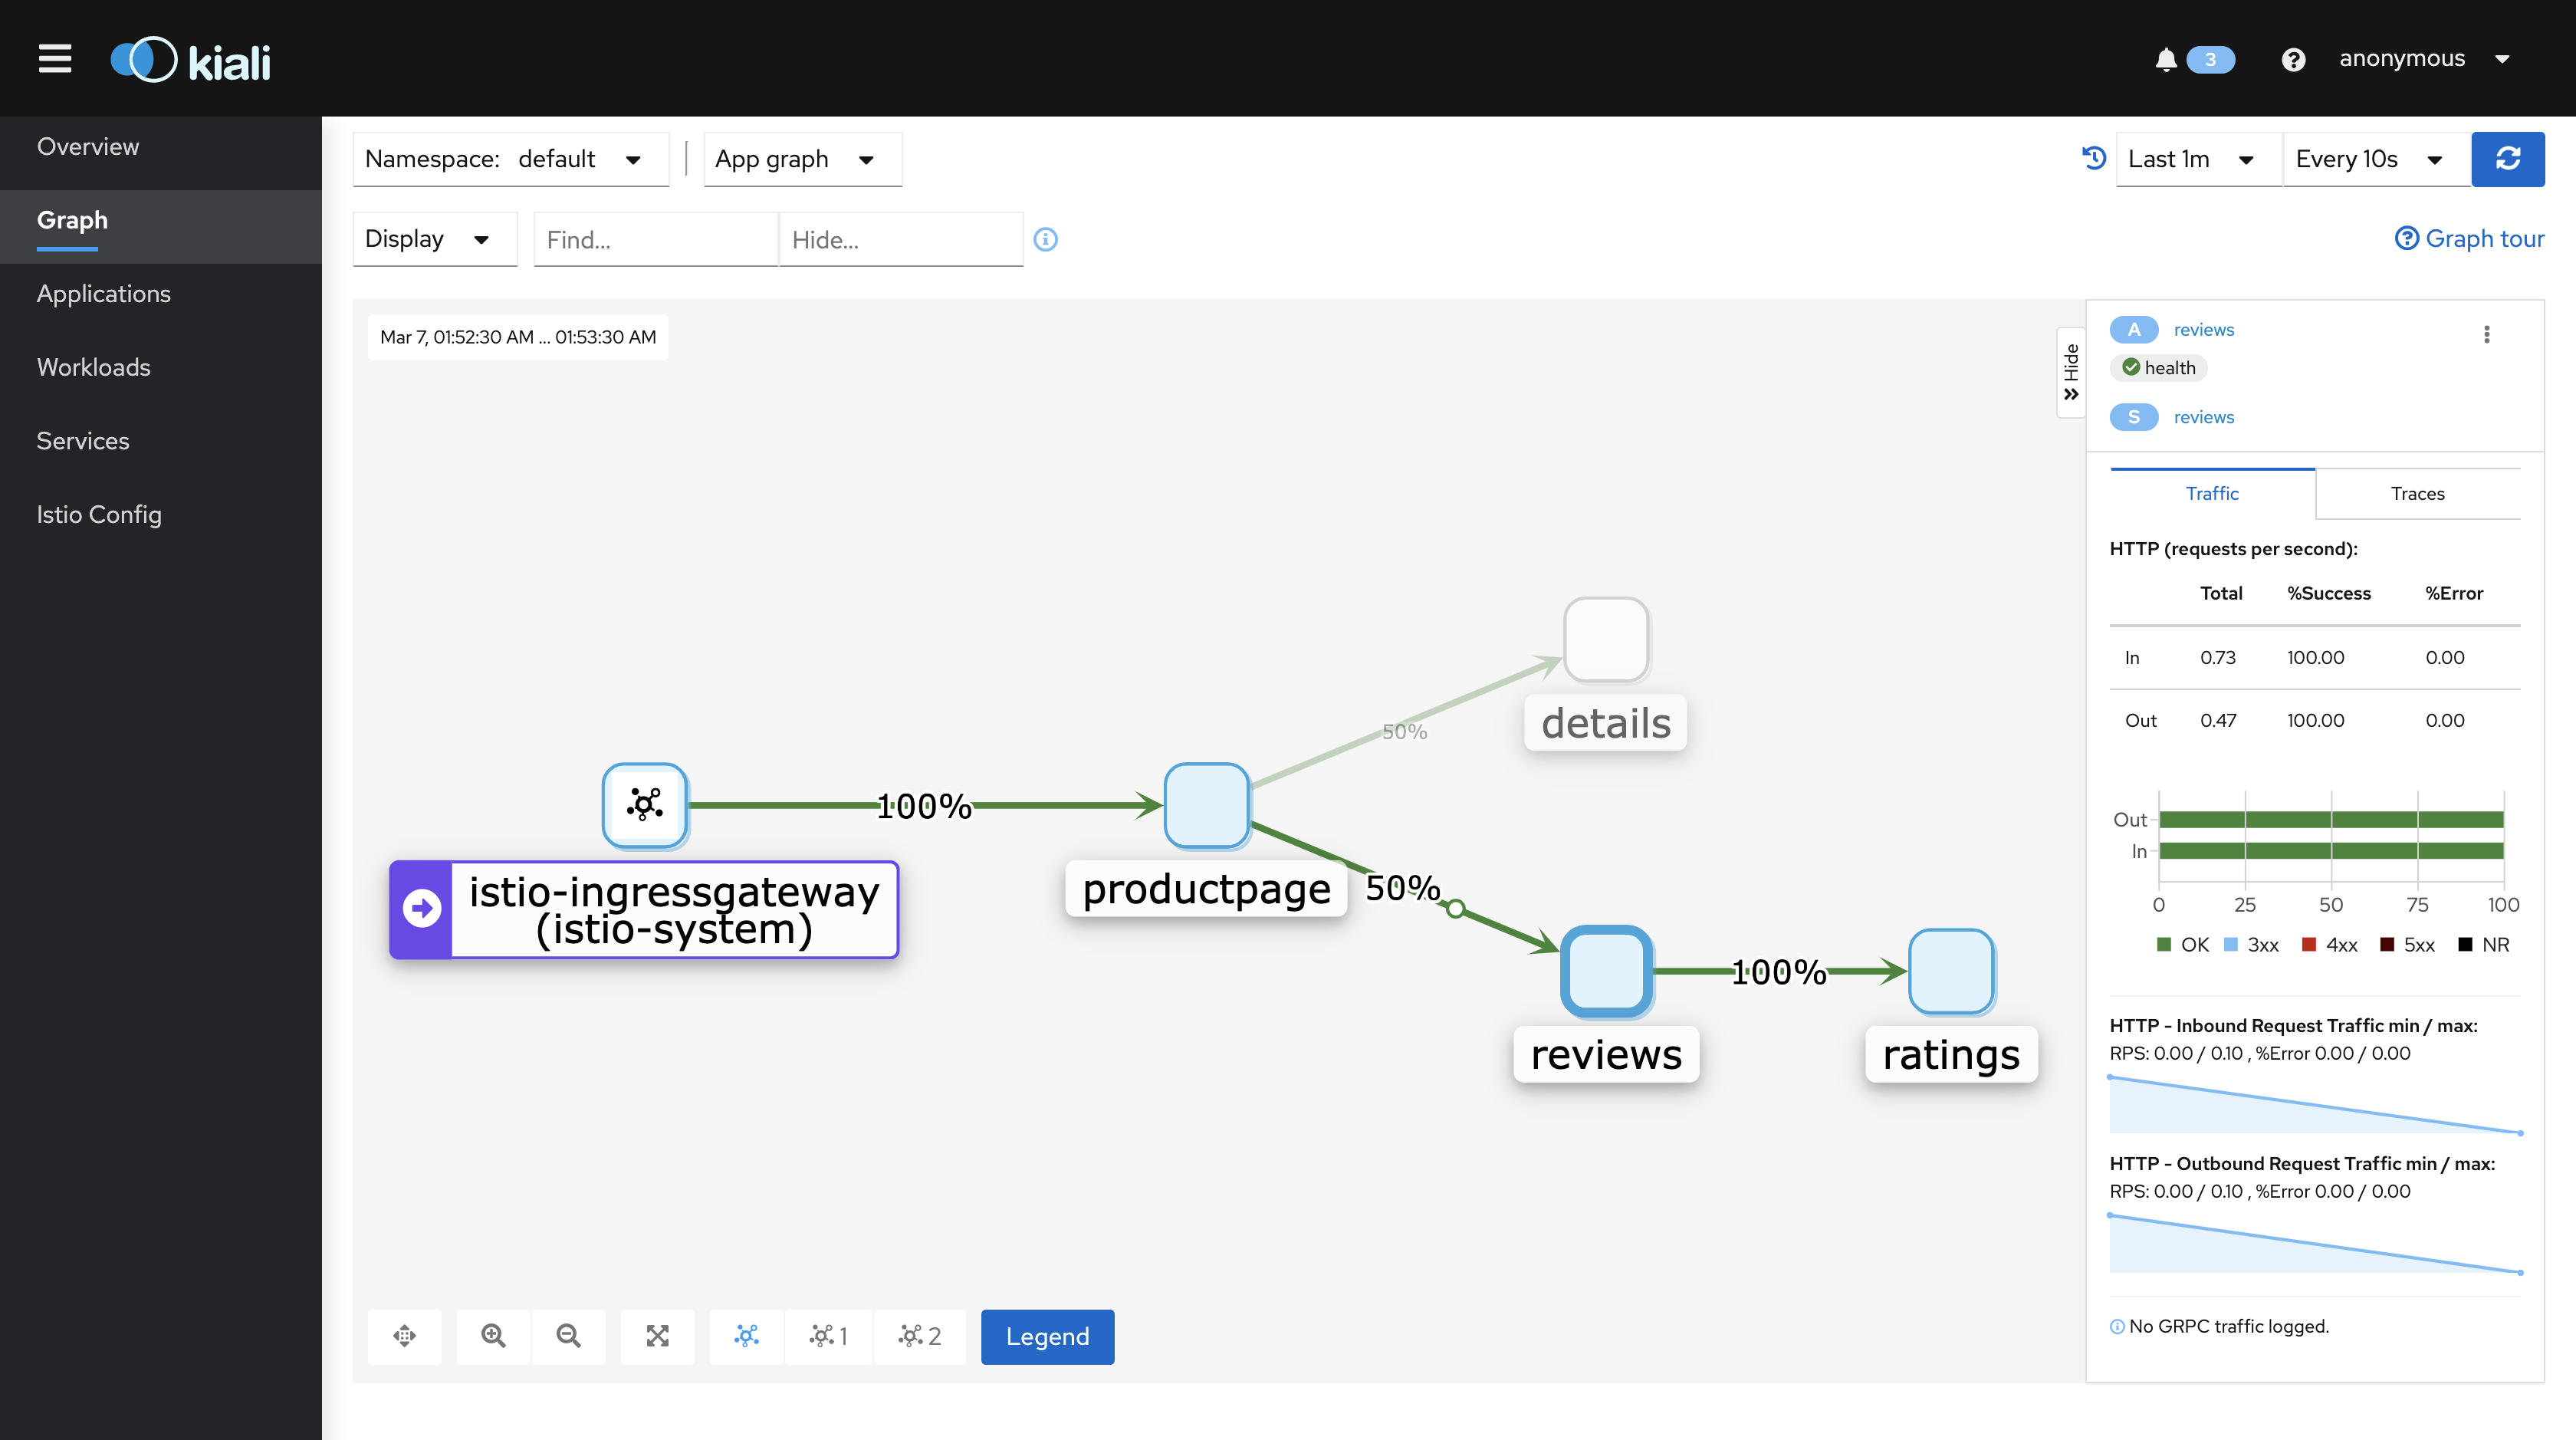 kiali
3
anonymous
Overview
Graph
Applications
Workloads
Services
Istio Config
Namespace: default
App graph
Last 1m
Every 10s
Display
Find...
Hide...
Graph tour
Mar 7, 01:52:30 AM ... 01:53:30 AM
Hide
details
50%
100%
istio-ingressgateway
(istio-system)
productpage
50%
100%
reviews
ratings
1
2
Legend
A reviews
health
S reviews
Traffic
Traces
HTTP (requests per second):
Total %Success %Error
In 0.73 100.00 0.00
Out 0.47 100.00 0.00
Out
In
0 25 50 75 100
OK 3xx 4xx 5xx NR
HTTP - Inbound Request Traffic min / max:
RPS: 0.00 / 0.10 , %Error 0.00 / 0.00
HTTP - Outbound Request Traffic min / max:
RPS: 0.00 / 0.10 , %Error 0.00 / 0.00
No GRPC traffic logged.